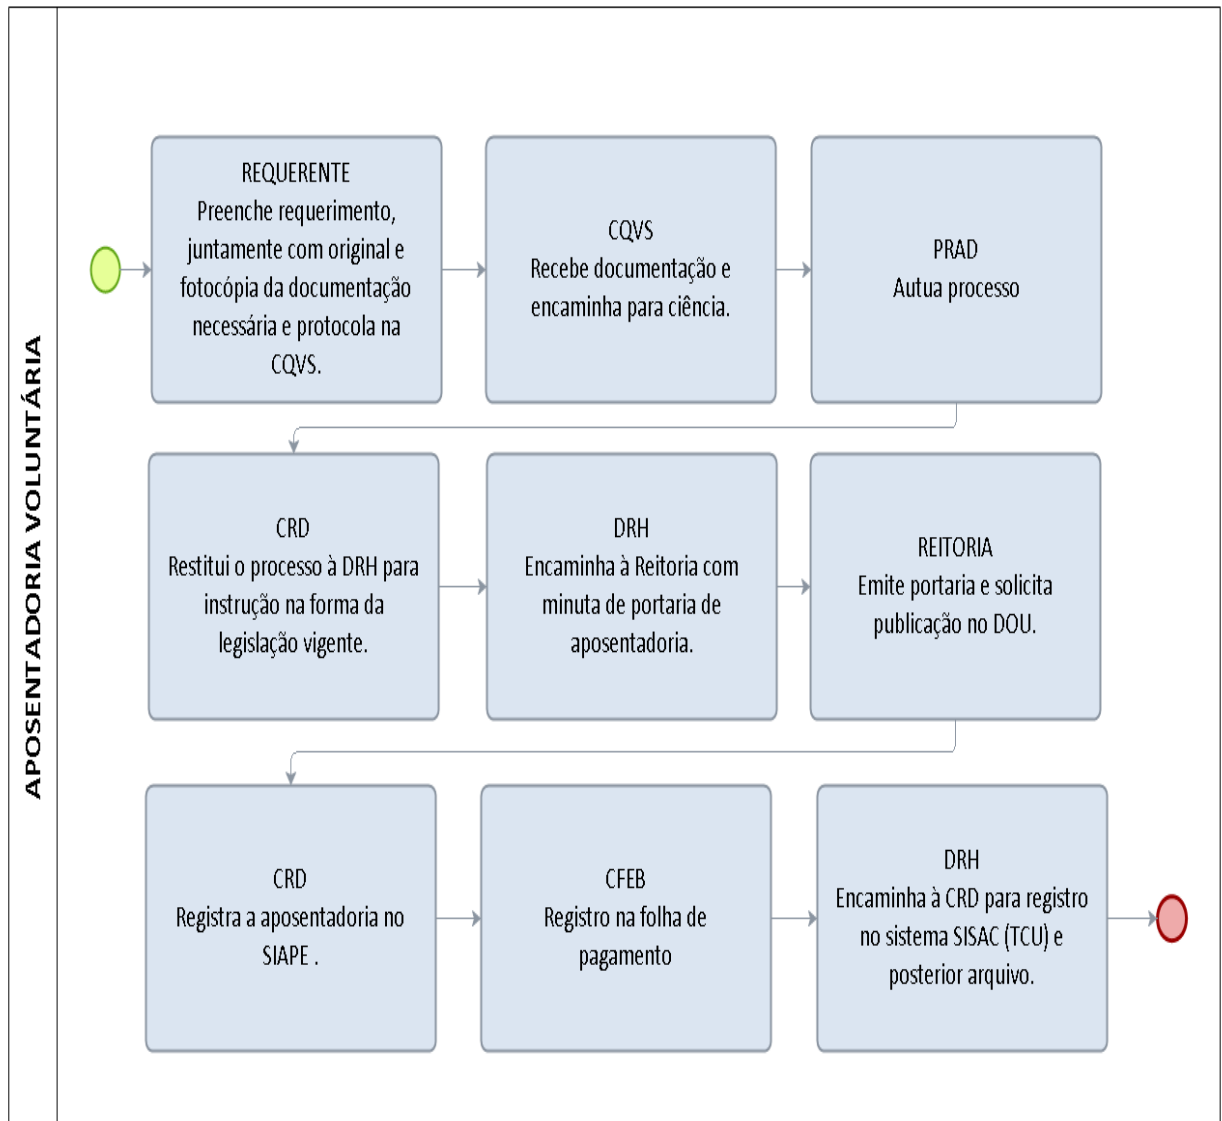 APOSENTADORIA VOLUNTÁRIA
REQUERENTE
Preenche requerimento,
juntamente com original e
fotocópia da documentação
necessária e protocola na
CQVS.
CQVS
Recebe documentação e
encaminha para ciência.
PRAD
Autua processo
CRD
Restitui o processo à DRH para
instrução na forma da
legislação vigente.
DRH
Encaminha à Reitoria com
minuta de portaria de
aposentadoria.
REITORIA
Emite portaria e solicita
publicação no DOU.
CRD
Registra a aposentadoria no
SIAPE .
CFEB
Registro na folha de
pagamento
DRH
Encaminha à CRD para registro
no sistema SISAC (TCU) e
posterior arquivo.